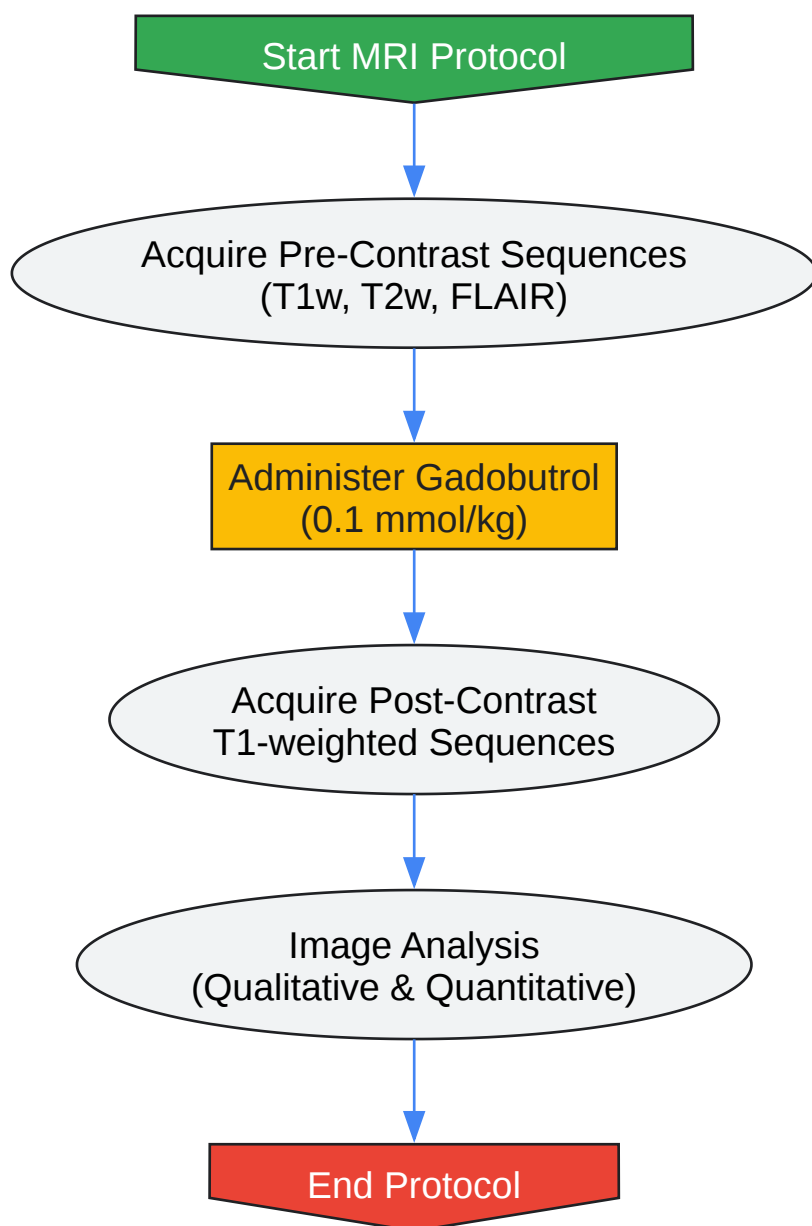 Start MRI Protocol
Acquire Pre-Contrast Sequences
(T1w, T2w, FLAIR)
Administer Gadobutrol
(0.1 mmol/kg)
Acquire Post-Contrast
T1-weighted Sequences
Image Analysis
(Qualitative & Quantitative)
End Protocol